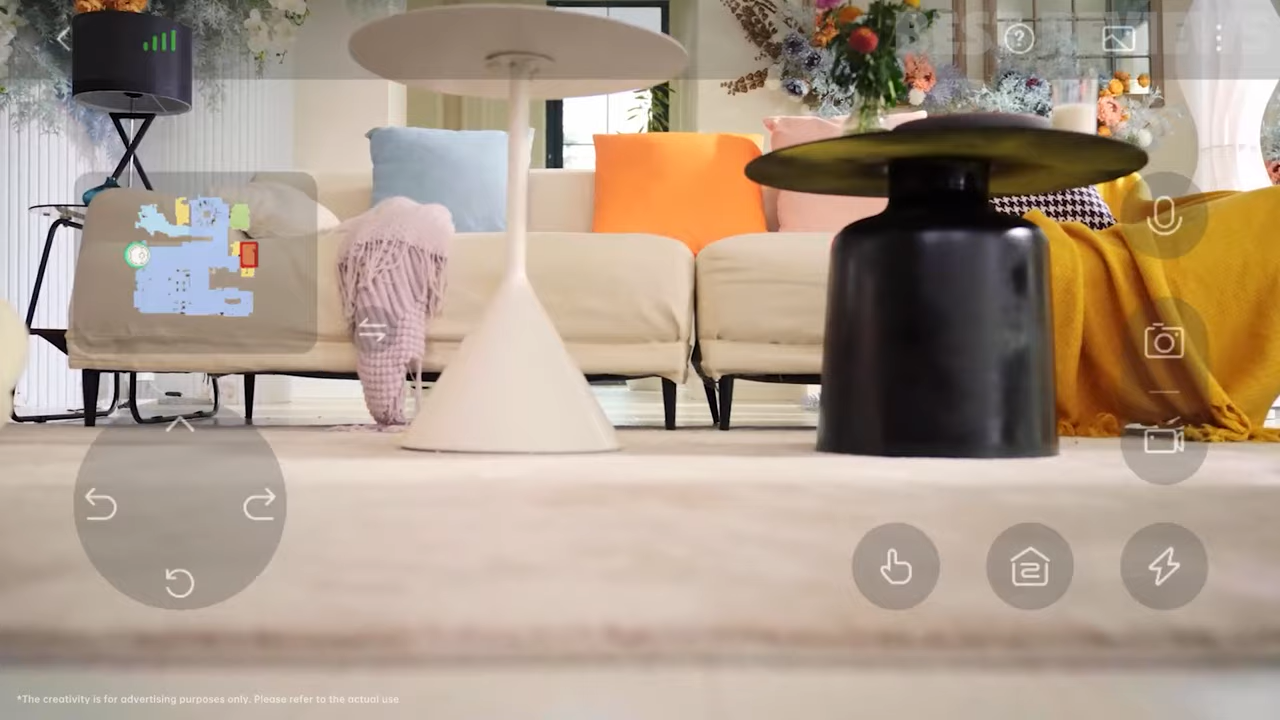 *The creativity is for advertising purposes only. Please refer to the actual use